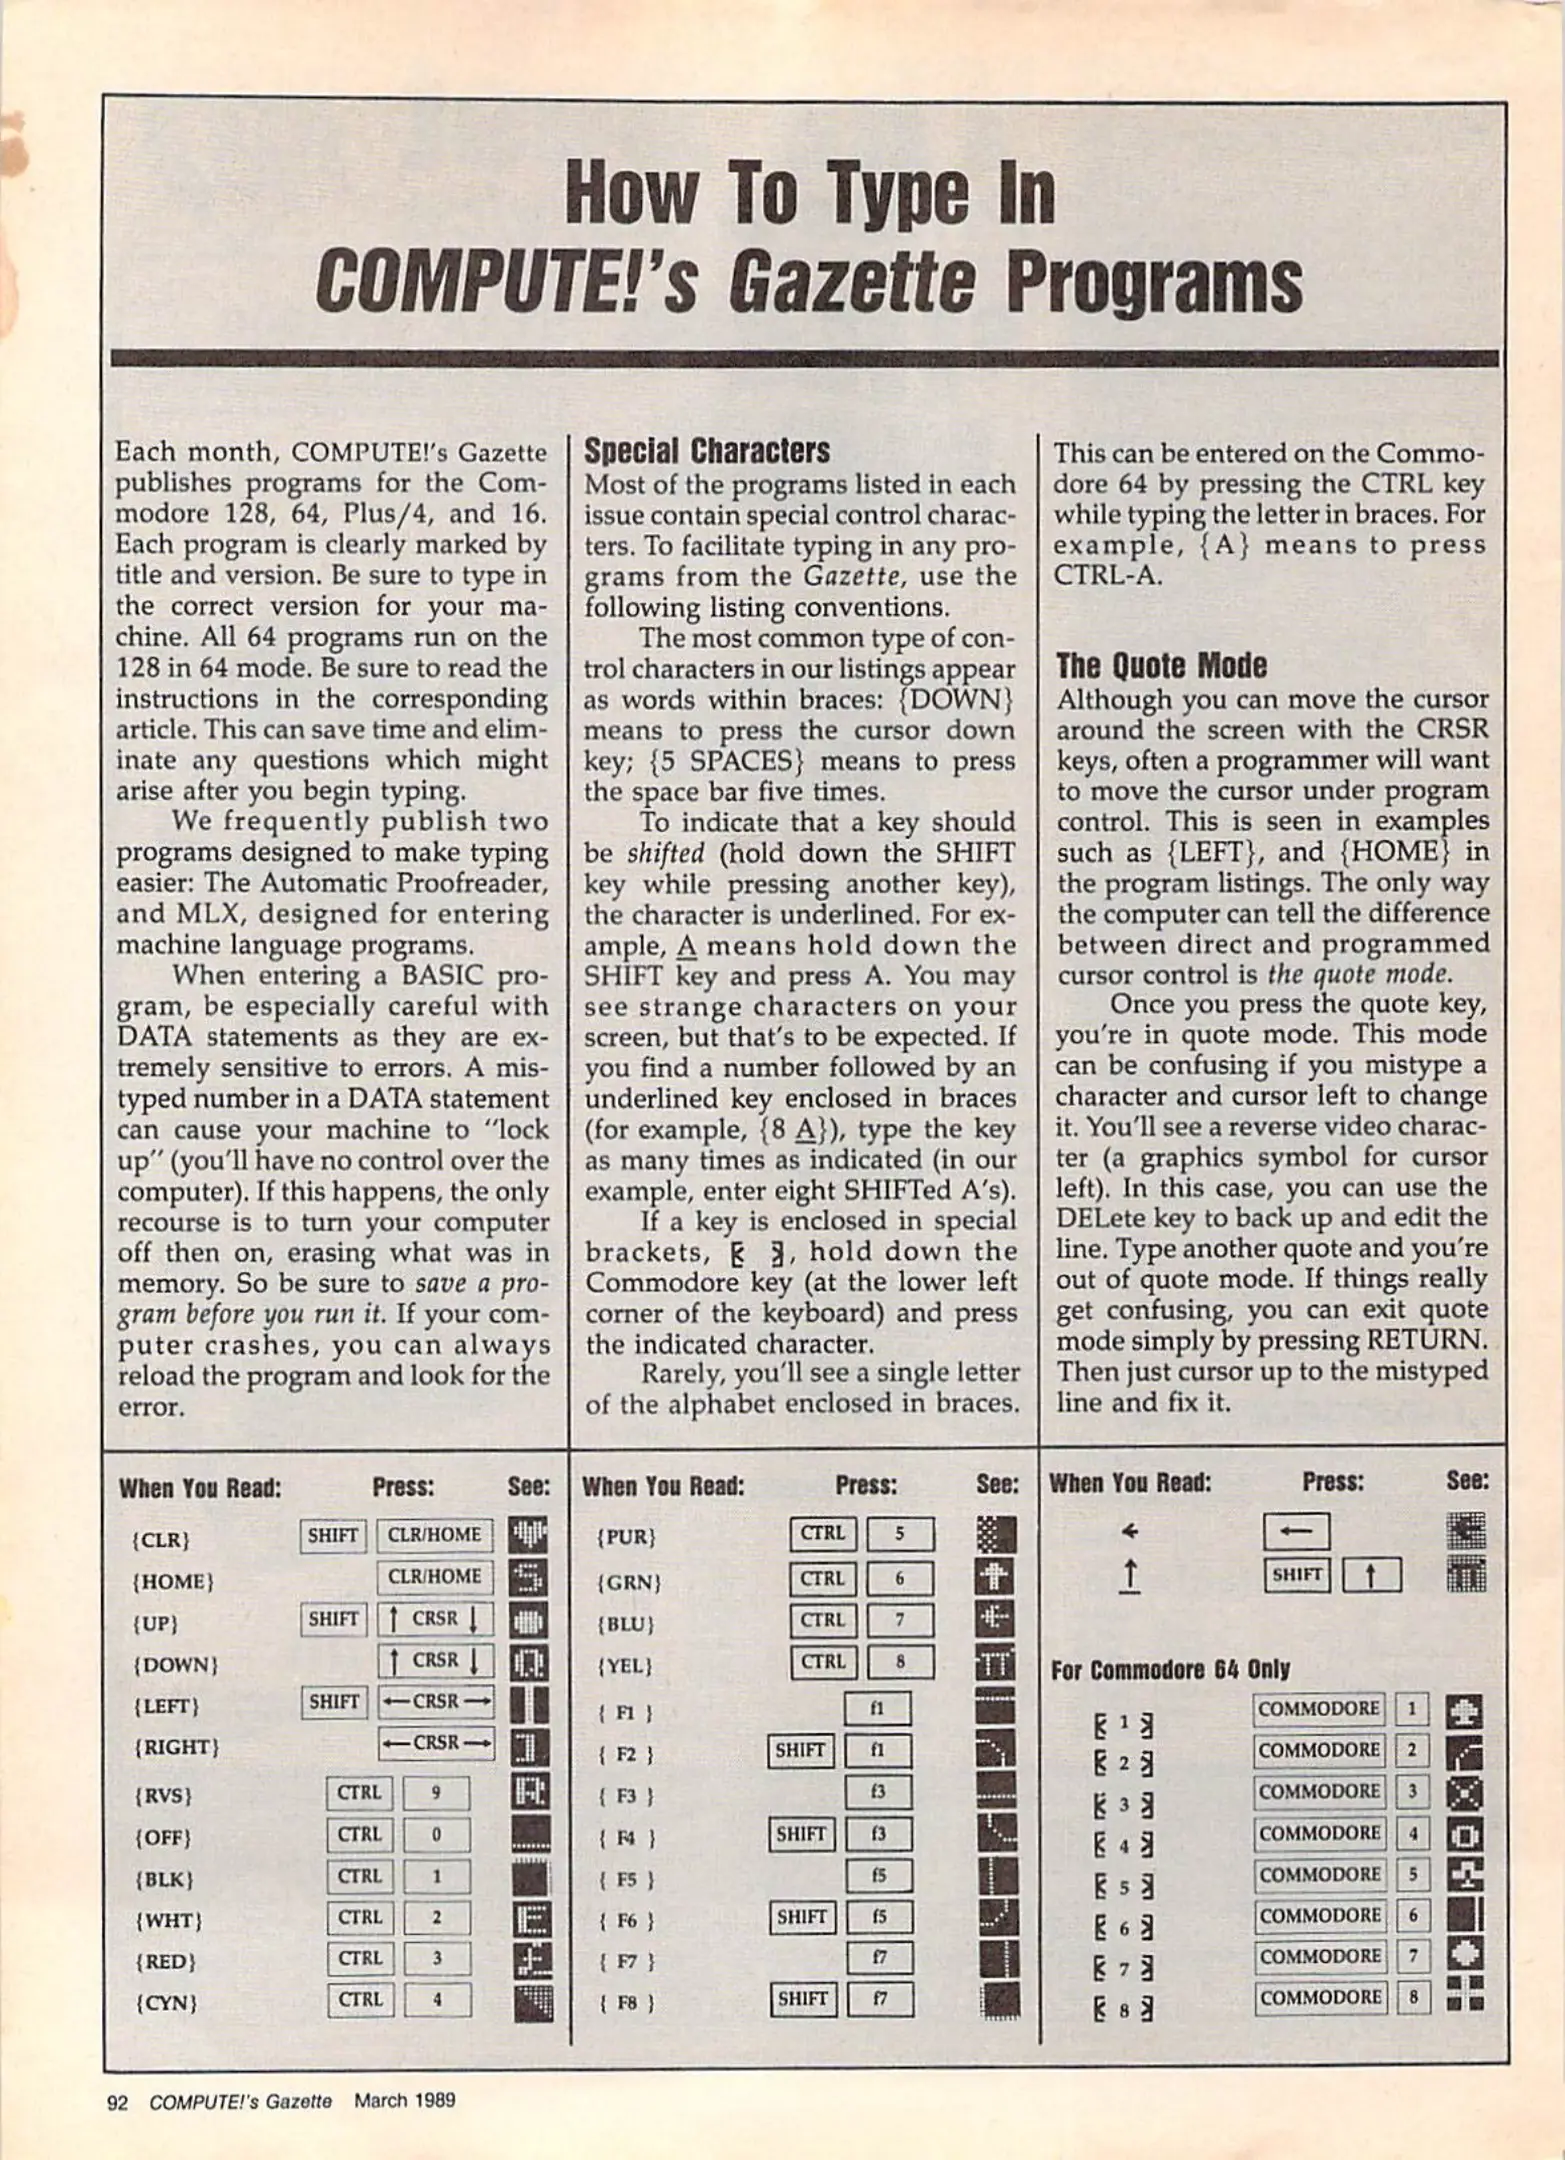 How To Type In
COMPUTE!'s Gazette Programs
Each month, COMPUTE!'s Gazette
publishes programs for the Com-
modore 128, 64, Plus/4, and 16.
Each program is clearly marked by
title and version. Be sure to type in
the correct version for your ma-
chine. All 64 programs run on the
128 in 64 mode. Be sure to read the
instructions in the corresponding
article. This can save time and elim-
inate any questions which might
arise after you begin typing.
We frequently publish two
programs designed to make typing
easier: The Automatic Proofreader,
and MLX, designed for entering
machine language programs.
When entering a BASIC pro-
gram, be especially careful with
DATA statements as they are ex-
tremely sensitive to errors. A mis-
typed number in a DATA statement
can cause your machine to "lock
up" (you'll have no control over the
computer). If this happens, the only
recourse is to turn your computer
off then on, erasing what was in
memory. So be sure to save a pro-
gram before you run it. If your com-
puter crashes, you can always
reload the program and look for the
error.
Special Characters
Most of the programs listed in each
issue contain special control charac-
ters. To facilitate typing in any pro-
grams from the Gazette, use the
following listing conventions.
The most common type of con-
trol characters in our listings appear
as words within braces: {DOWN}
means to press the cursor down
key; {5 SPACES} means to press
the space bar five times.
To indicate that a key should
be shifted (hold down the SHIFT
key while pressing another key),
the character is underlined. For ex-
ample, A means hold down the
SHIFT key and press A. You may
see strange characters on your
screen, but that's to be expected. If
you find a number followed by an
underlined key enclosed in braces
(for example, {8 A}), type the key
as many times as indicated (in our
example, enter eight SHIFTed A's).
If a key is enclosed in special
brackets, [< >], hold down the
Commodore key (at the lower left
corner of the keyboard) and press
the indicated character.
Rarely, you'll see a single letter
of the alphabet enclosed in braces.
This can be entered on the Commo-
dore 64 by pressing the CTRL key
while typing the letter in braces. For
example, {A} means to press
CTRL-A.
The Quote Mode
Although you can move the cursor
around the screen with the CRSR
keys, often a programmer will want
to move the cursor under program
control. This is seen in examples
such as {LEFT}, and {HOME} in
the program listings. The only way
the computer can tell the difference
between direct and programmed
cursor control is the quote mode.
Once you press the quote key,
you're in quote mode. This mode
can be confusing if you mistype a
character and cursor left to change
it. You'll see a reverse video charac-
ter (a graphics symbol for cursor
left). In this case, you can use the
DELete key to back up and edit the
line. Type another quote and you're
out of quote mode. If things really
get confusing, you can exit quote
mode simply by pressing RETURN.
Then just cursor up to the mistyped
line and fix it.
When You Read: Press: See:
{CLR} SHIFT CLR/HOME
{HOME} CLR/HOME
{UP} SHIFT ↑ CRSR ↓
{DOWN} ↑ CRSR ↓
{LEFT} SHIFT ←CRSR→
{RIGHT} ←CRSR→
{RVS} CTRL 9
{OFF} CTRL 0
{BLK} CTRL 1
{WHT} CTRL 2
{RED} CTRL 3
{CYN} CTRL 4
When You Read: Press: See:
{PUR} CTRL 5
{GRN} CTRL 6
{BLU} CTRL 7
{YEL} CTRL 8
{ F1 } f1
{ F2 } SHIFT f1
{ F3 } f3
{ F4 } SHIFT f3
{ F5 } f5
{ F6 } SHIFT f5
{ F7 } f7
{ F8 } SHIFT f7
When You Read: Press: See:
← ←
↑ SHIFT ↑
For Commodore 64 Only
[< 1 >] COMMODORE 1
[< 2 >] COMMODORE 2
[< 3 >] COMMODORE 3
[< 4 >] COMMODORE 4
[< 5 >] COMMODORE 5
[< 6 >] COMMODORE 6
[< 7 >] COMMODORE 7
[< 8 >] COMMODORE 8
92 COMPUTE!'s Gazette March 1989